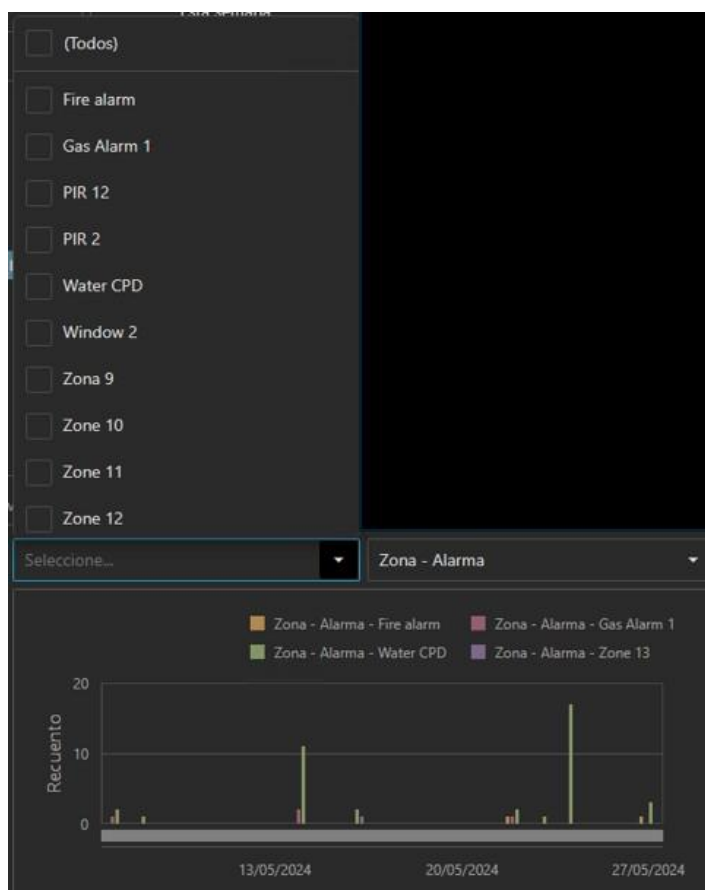 (Todos)
Fire alarm
Gas Alarm 1
PIR 12
PIR 2
Water CPD
Window 2
Zona 9
Zone 10
Zone 11
Zone 12
Seleccione...
Zona - Alarma
Zona - Alarma - Fire alarm Zona - Alarma - Gas Alarm 1
Zona - Alarma - Water CPD Zona - Alarma - Zone 13
20
Recuento
10
0
13/05/2024 20/05/2024 27/05/2024